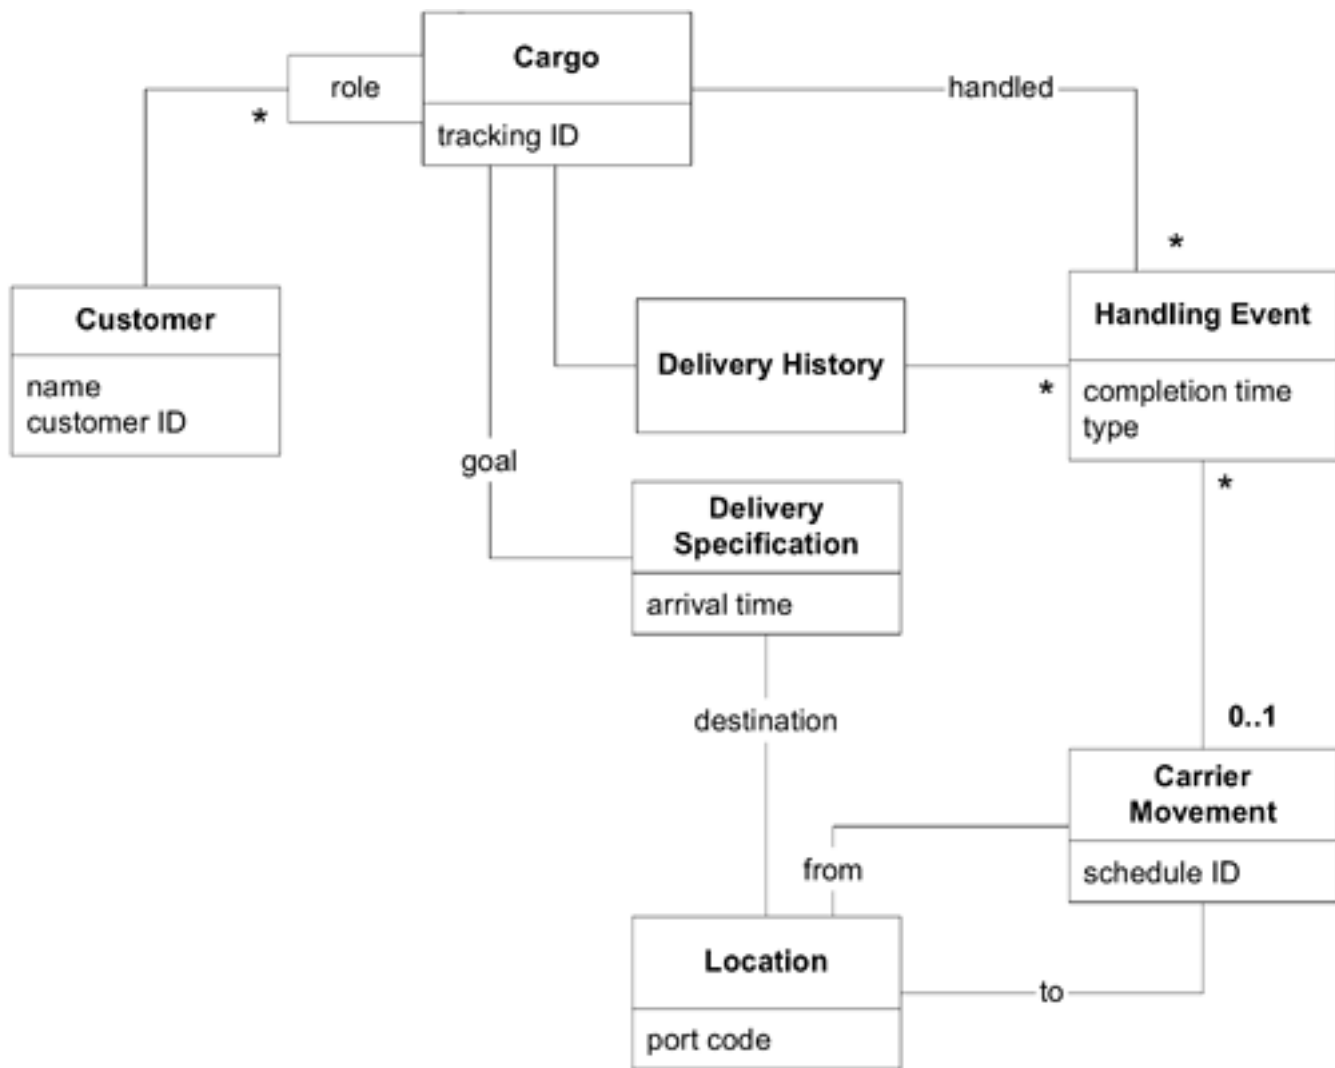 Cargo
role
handled
*
tracking ID
*
Customer
Handling Event
Delivery History
name
customer ID
*
completion time
type
goal
*
Delivery
Specification
arrival time
destination
0..1
Carrier
Movement
from
schedule ID
Location
to
port code